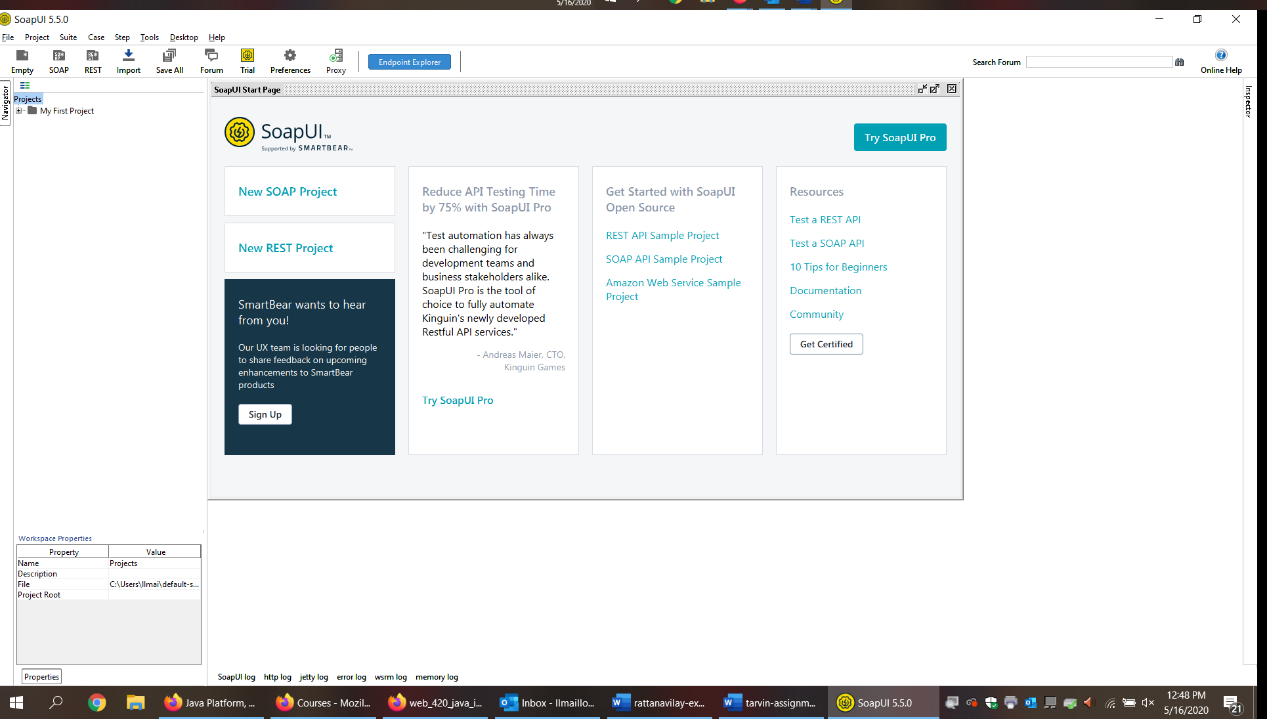 5/16/2020
SoapUI 5.5.0
File Project Suite Case Step Tools Desktop Help
Empty SOAP REST Import Save All Forum Trial Preferences Proxy
Endpoint Explorer
Search Forum
Online Help
Navigator
Projects
My First Project
Inspector
SoapUI Start Page
SoapUI™
Supported by SMARTBEAR™
Try SoapUI Pro
New SOAP Project
New REST Project
SmartBear wants to hear
from you!
Our UX team is looking for people
to share feedback on upcoming
enhancements to SmartBear
products
Sign Up
Reduce API Testing Time
by 75% with SoapUI Pro
"Test automation has always
been challenging for
development teams and
business stakeholders alike.
SoapUI Pro is the tool of
choice to fully automate
Kinguin's newly developed
Restful API services."
- Andreas Maier, CTO,
Kinguin Games
Try SoapUI Pro
Get Started with SoapUI
Open Source
REST API Sample Project
SOAP API Sample Project
Amazon Web Service Sample
Project
Resources
Test a REST API
Test a SOAP API
10 Tips for Beginners
Documentation
Community
Get Certified
Workspace Properties
Property Value
Name Projects
Description
File C:\Users\llmai\default-s...
Project Root
Properties
SoapUI log http log jetty log error log wsrm log memory log
Java Platform, ... Courses - Mozil... web_420_java_i... Inbox - llmaillo... rattanavilay-ex... tarvin-assignm... SoapUI 5.5.0
12:48 PM
5/16/2020
21